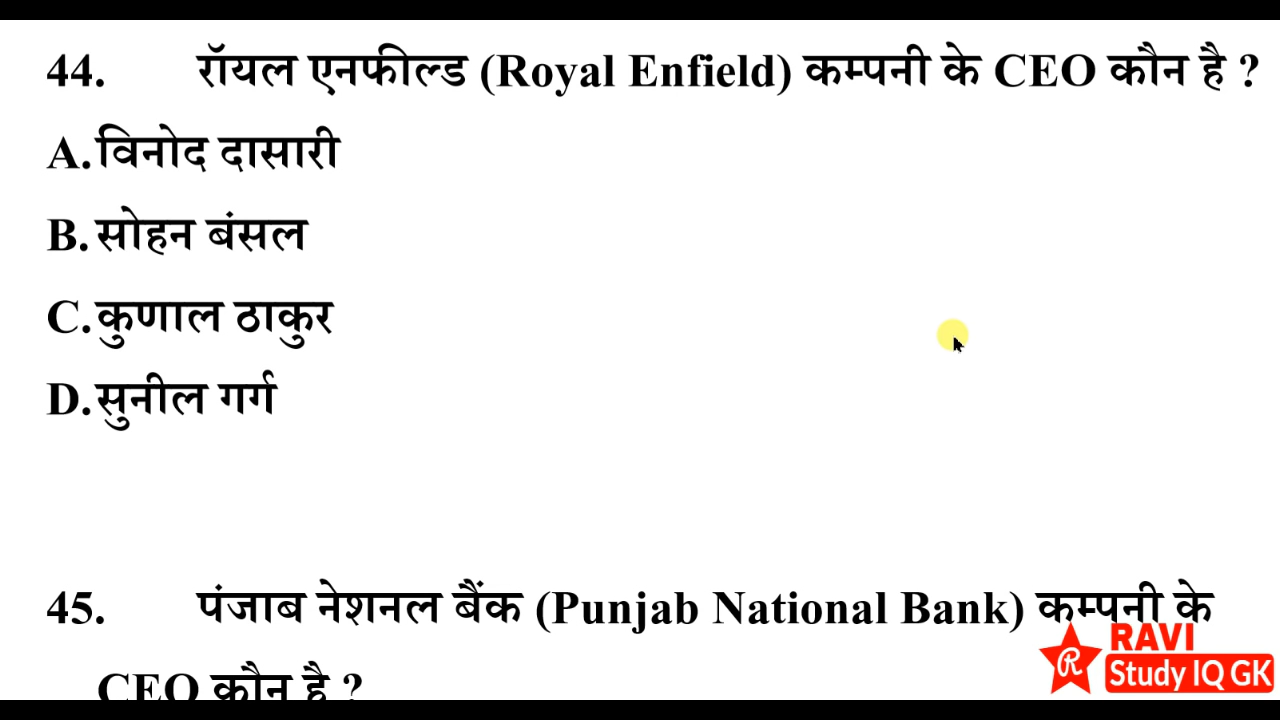 44. रॉयल एनफील्ड (Royal Enfield) कम्पनी के CEO कौन है ?
A.विनोद दासारी
B.सोहन बंसल
C.कुणाल ठाकुर
D.सुनील गर्ग
45. पंजाब नेशनल बैंक (Punjab National Bank) कम्पनी के
CEO कौन है ?
R RAVI
Study IQ GK